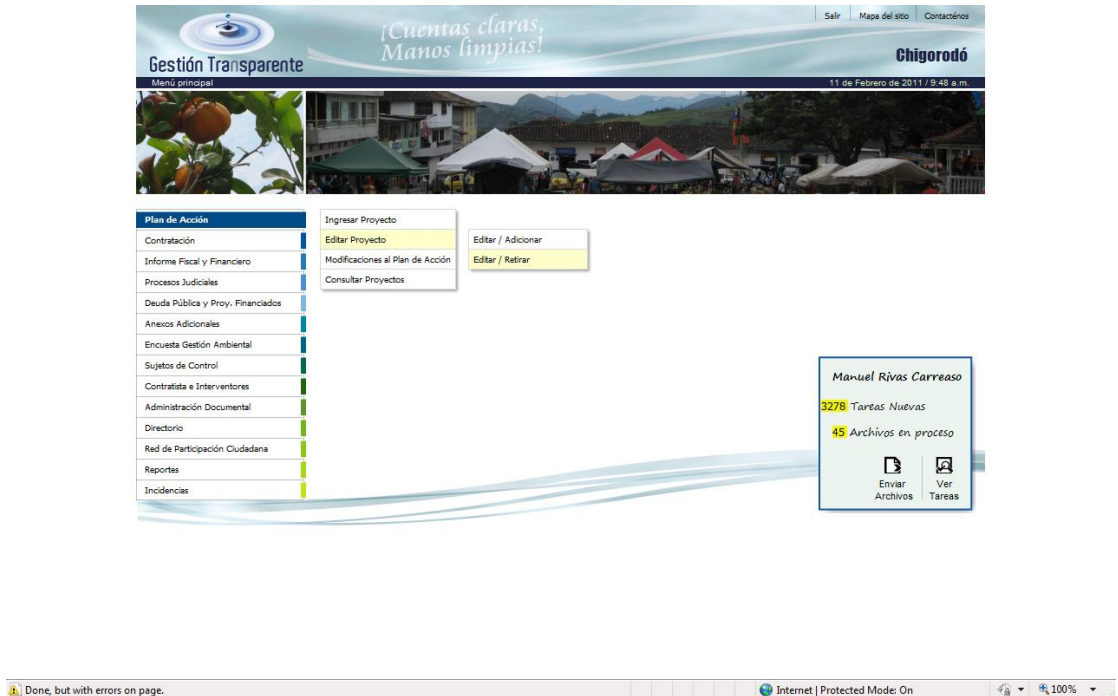 Salir Mapa del sitio Contacténos
¡Cuentas claras,
Manos limpias!
Gestión Transparente
Chigorodó
Menú principal
11 de Febrero de 2011 / 9:48 a.m.
Plan de Acción
Contratación
Informe Fiscal y Financiero
Procesos Judiciales
Deuda Pública y Proy. Financiados
Anexos Adicionales
Encuesta Gestión Ambiental
Sujetos de Control
Contratista e Interventores
Administración Documental
Directorio
Red de Participación Ciudadana
Reportes
Incidencias
Ingresar Proyecto
Editar Proyecto
Modificaciones al Plan de Acción
Consultar Proyectos
Editar / Adicionar
Editar / Retirar
Manuel Rivas Carreaso
3278 Tareas Nuevas
45 Archivos en proceso
Enviar Archivos
Ver Tareas
Done, but with errors on page.
Internet | Protected Mode: On
100%